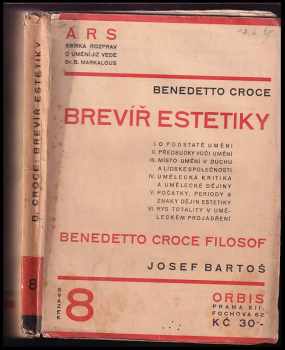 B. CROCE: BREVÍŘ ESTETIKY
8
ARS
SBÍRKA ROZPRAV
O UMĚNÍ JIŽ VEDE
Dr. B. MARKALOUS
BENEDETTO CROCE
BREVÍŘ ESTETIKY
I. O PODSTATĚ UMĚNÍ
II. PŘEDSUDKY VŮČI UMĚNÍ
III. MÍSTO UMĚNÍ V DUCHU
A LIDSKÉ SPOLEČNOSTI
IV. UMĚLECKÁ KRITIKA
A UMĚLECKÉ DĚJINY
V. POČÁTKY, PERIODY A
ZNAKY DĚJIN ESTETIKY
VI. RYS TOTALITY V UMĚ-
LECKÉM PROJÁDŘENÍ
BENEDETTO CROCE FILOSOF
JOSEF BARTOŠ
SVAZEK
8
ORBIS
PRAHA XII.
FOCHOVA 62
KČ 30·-